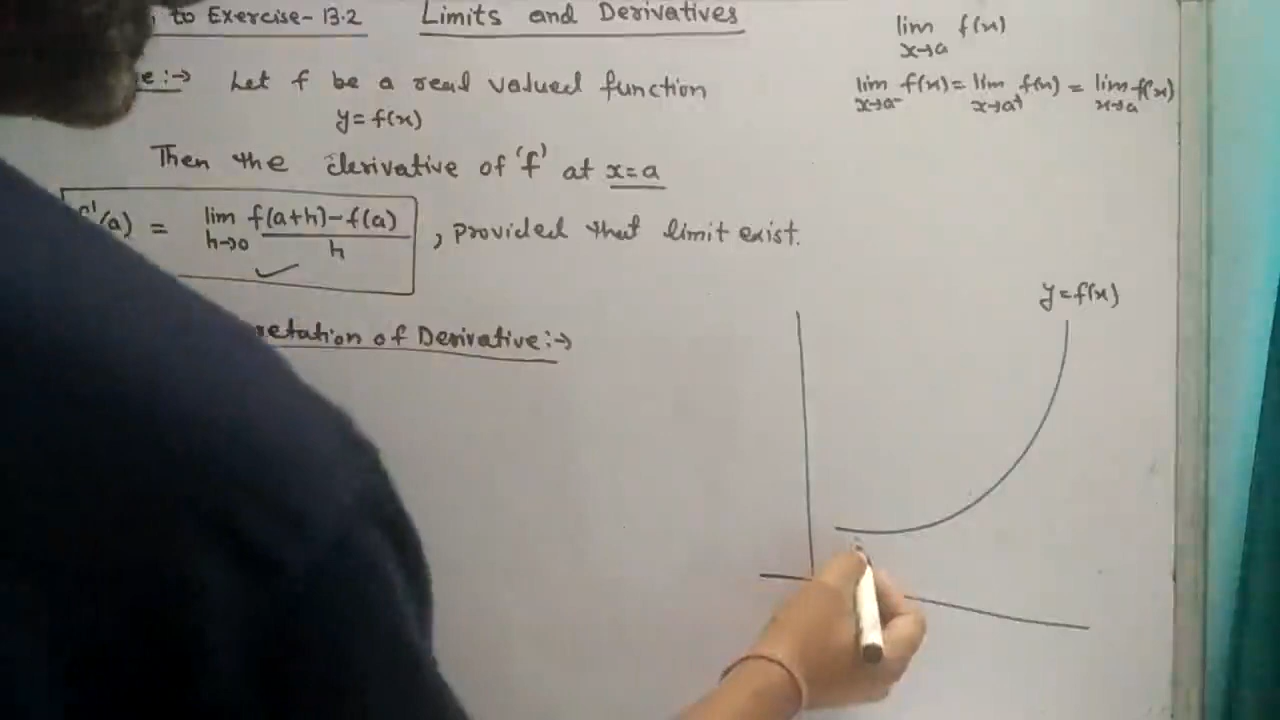 to Exercise-13.2 Limits and Derivatives
lim f(x)
x→a
lim f(x) = lim f(x) = lim f(x)
x→a⁻ x→a⁺ x→a
Let f be a real valued function
y = f(x)
Then the derivative of 'f' at x=a
'(a) = lim f(a+h)-f(a) , provided that limit exist.
h→0 h
retation of Derivative:→
y=f(x)